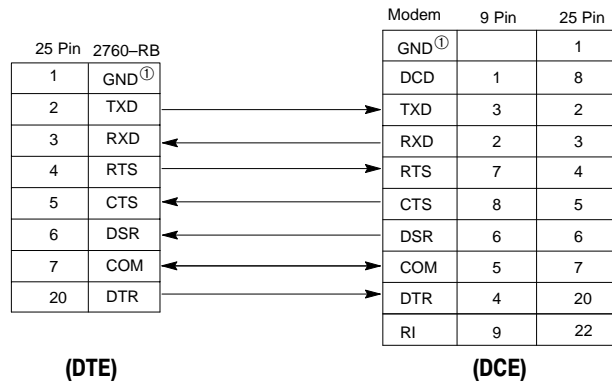 25 Pin 2760–RB
1 GND①
2 TXD
3 RXD
4 RTS
5 CTS
6 DSR
7 COM
20 DTR
(DTE)
Modem 9 Pin 25 Pin
GND① 1
DCD 1 8
TXD 3 2
RXD 2 3
RTS 7 4
CTS 8 5
DSR 6 6
COM 5 7
DTR 4 20
RI 9 22
(DCE)